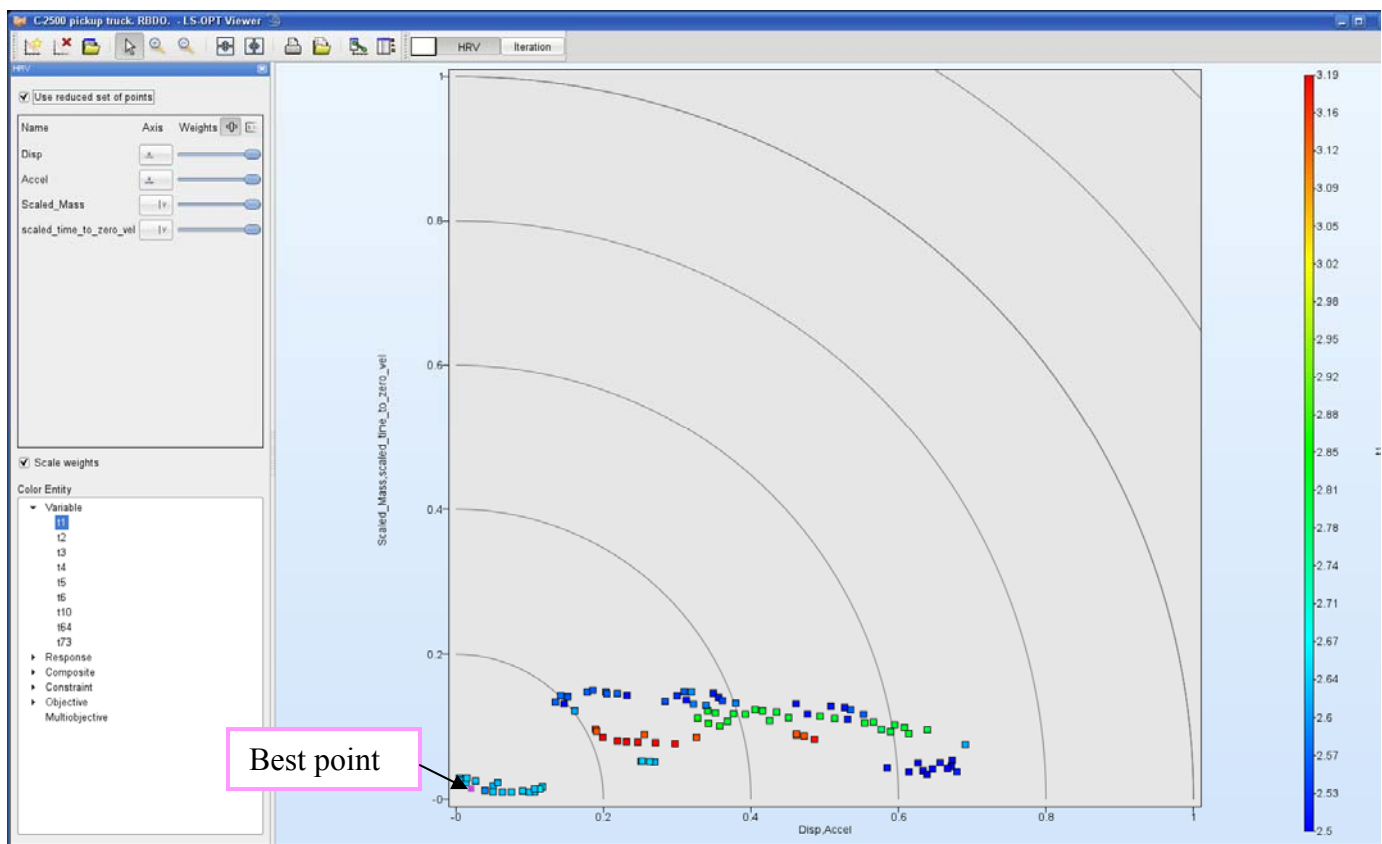 C2500 pickup truck. RBDO. - LS-OPT Viewer
HRV Iteration
HRV
Use reduced set of points
Name Axis Weights
Disp
Accel
Scaled_Mass
scaled_time_to_zero_vel
Scale weights
Color Entity
Variable
t1
t2
t3
t4
t5
t6
t10
t64
t73
Response
Composite
Constraint
Objective
Multiobjective
Best point
Scaled_Mass,scaled_time_to_zero_vel
1
0.8
0.6
0.4
0.2
-0
-0 0.2 0.4 0.6 0.8 1
Disp,Accel
3.19
3.16
3.12
3.09
3.05
3.02
2.98
2.95
2.92
2.88
2.85
2.81
2.78
2.74
2.71
2.67
2.64
2.6
2.57
2.53
2.5
t1